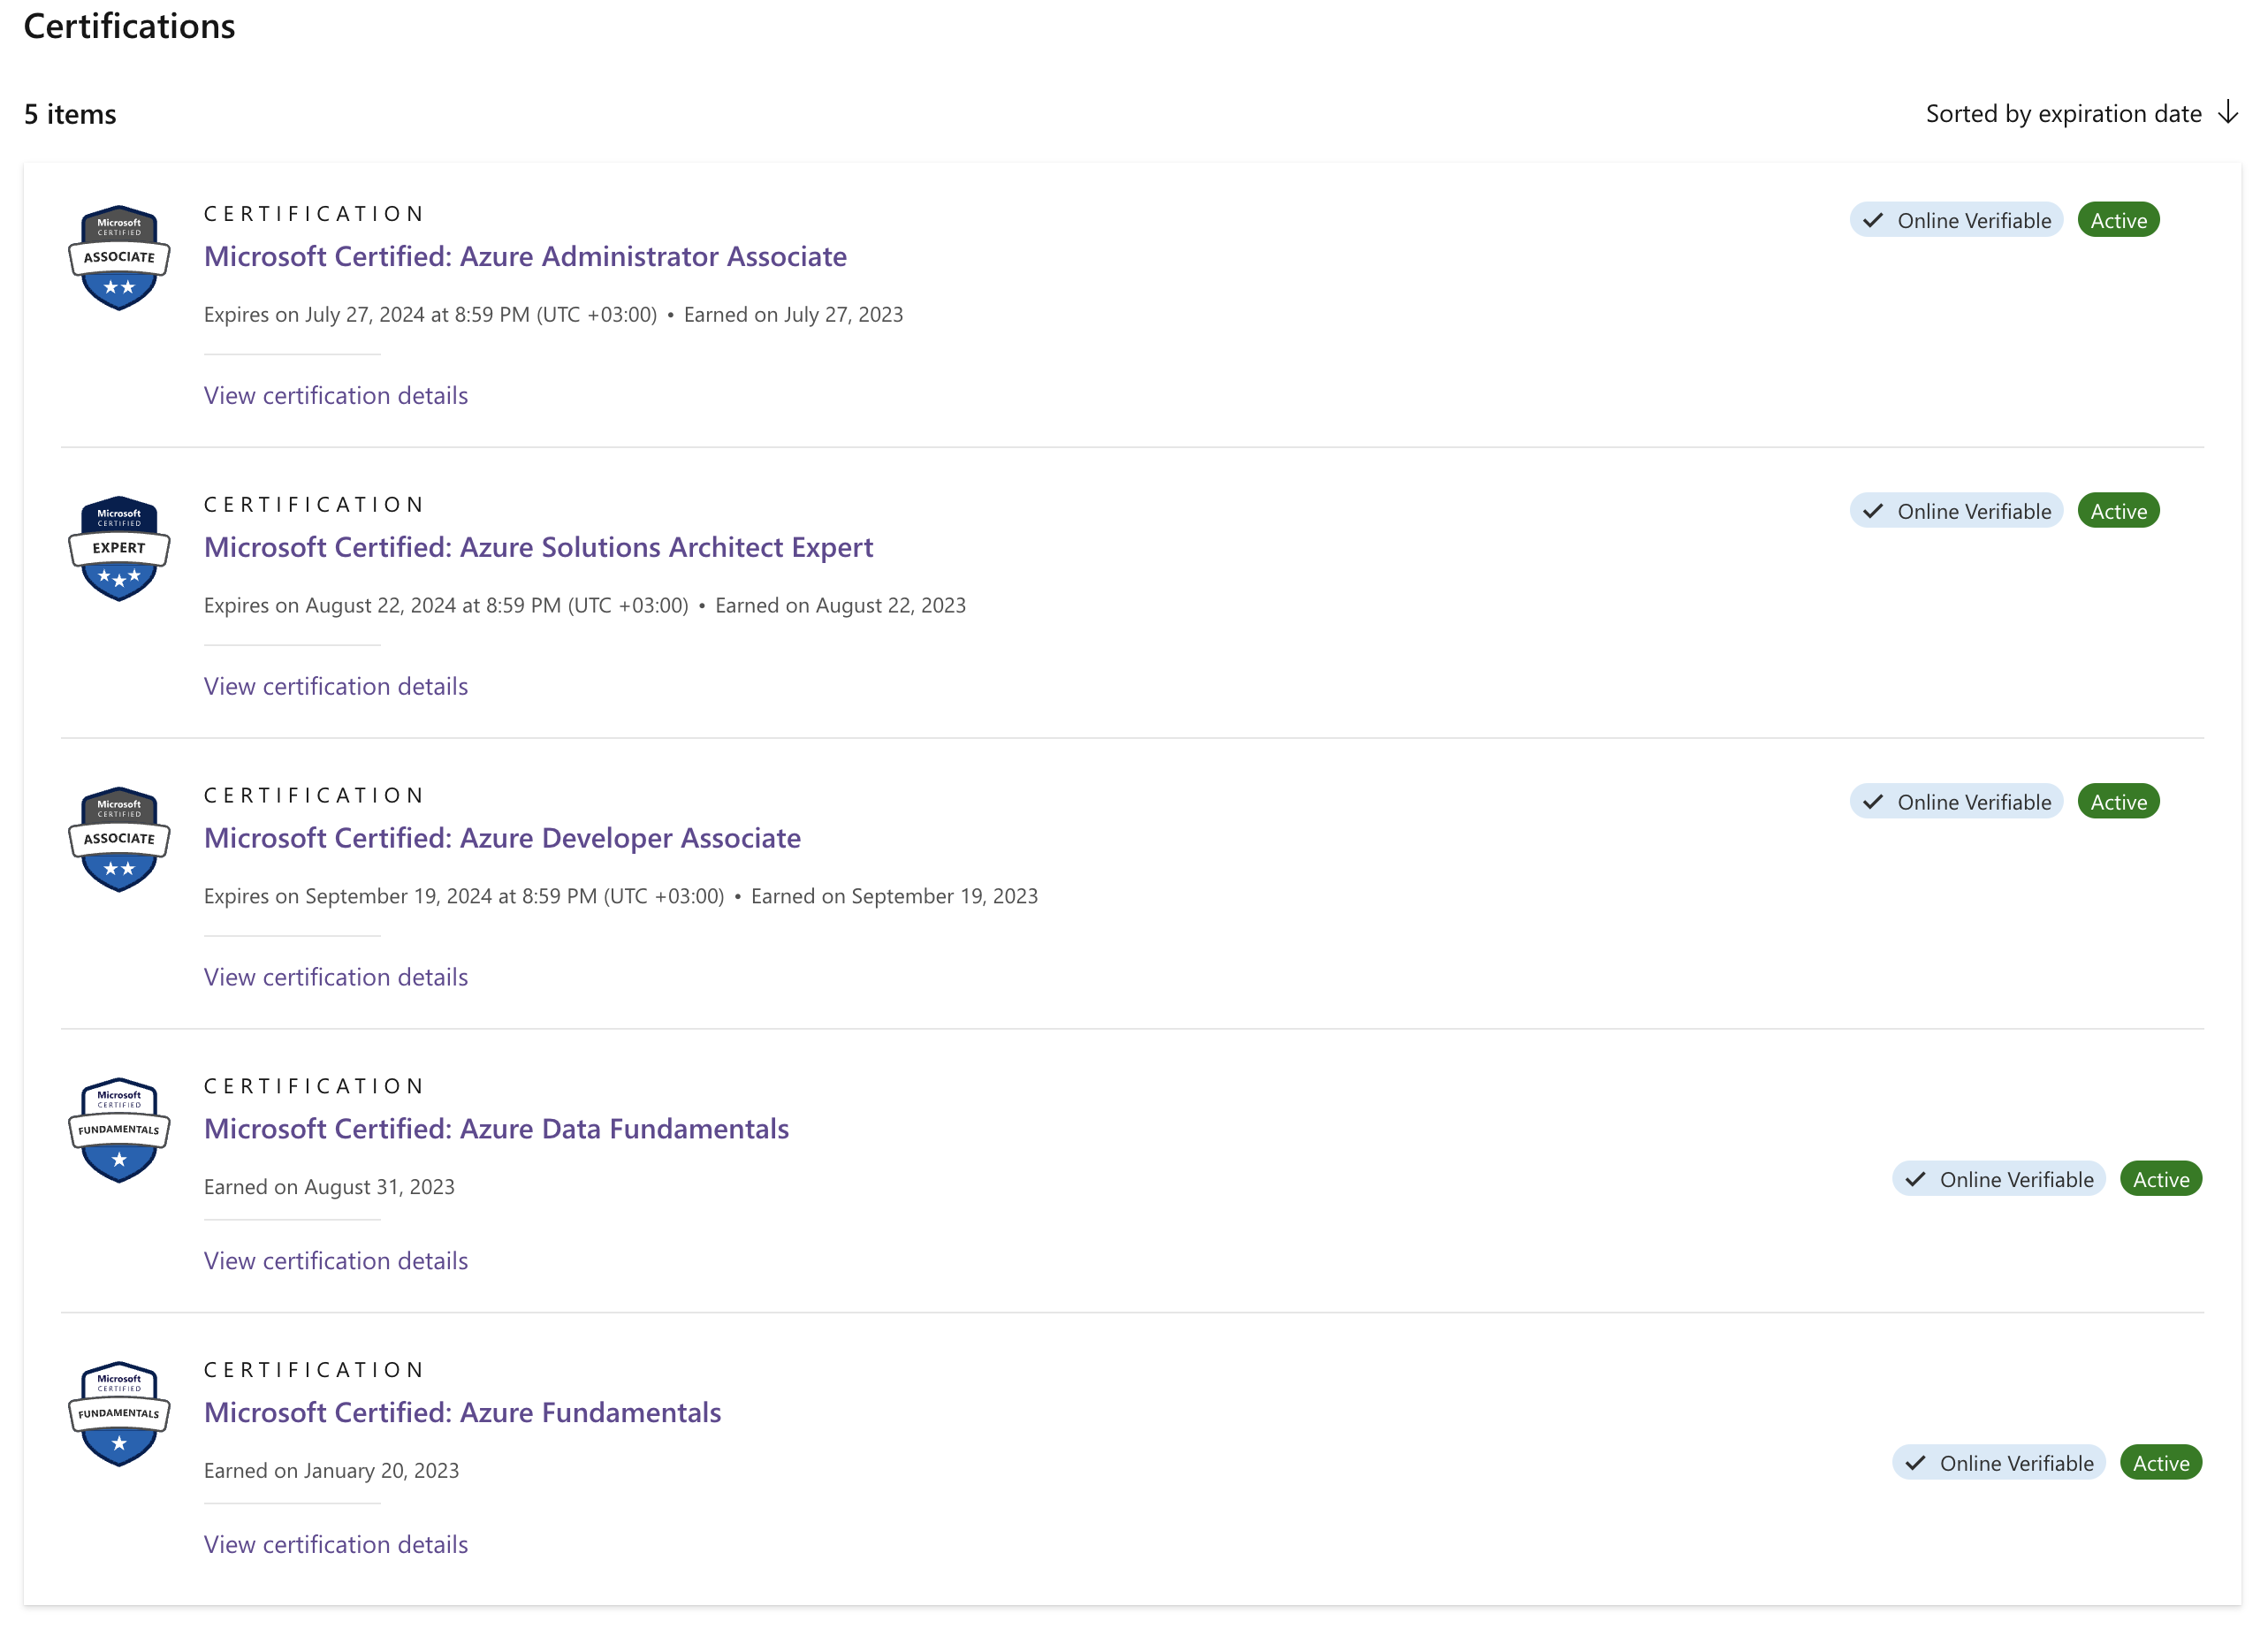 Certifications
5 items
Sorted by expiration date
Microsoft
CERTIFIED
ASSOCIATE
CERTIFICATION
Online Verifiable
Active
Microsoft Certified: Azure Administrator Associate
Expires on July 27, 2024 at 8:59 PM (UTC +03:00) • Earned on July 27, 2023
View certification details
Microsoft
CERTIFIED
EXPERT
CERTIFICATION
Online Verifiable
Active
Microsoft Certified: Azure Solutions Architect Expert
Expires on August 22, 2024 at 8:59 PM (UTC +03:00) • Earned on August 22, 2023
View certification details
Microsoft
CERTIFIED
ASSOCIATE
CERTIFICATION
Online Verifiable
Active
Microsoft Certified: Azure Developer Associate
Expires on September 19, 2024 at 8:59 PM (UTC +03:00) • Earned on September 19, 2023
View certification details
Microsoft
CERTIFIED
FUNDAMENTALS
CERTIFICATION
Microsoft Certified: Azure Data Fundamentals
Earned on August 31, 2023
Online Verifiable
Active
View certification details
Microsoft
CERTIFIED
FUNDAMENTALS
CERTIFICATION
Microsoft Certified: Azure Fundamentals
Earned on January 20, 2023
Online Verifiable
Active
View certification details